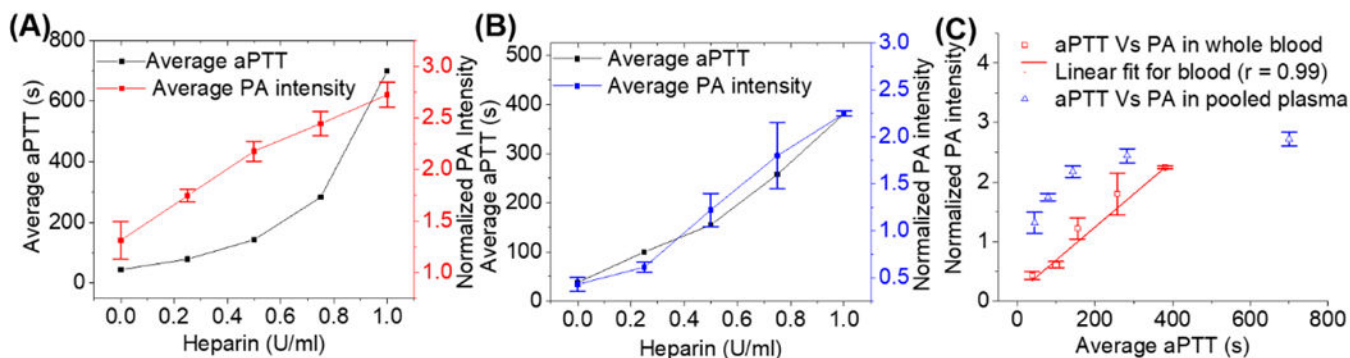 (A)
Average aPTT (s)
800
600
400
200
0
Average aPTT
Average PA intensity
3.0
2.5
2.0
1.5
1.0
Normalized PA Intensity
0.0 0.2 0.4 0.6 0.8 1.0
Heparin (U/ml)
(B)
Average aPTT (s)
500
400
300
200
100
0
Average aPTT
Average PA intensity
3.0
2.5
2.0
1.5
1.0
0.5
Normalized PA intensity
0.0 0.2 0.4 0.6 0.8 1.0
Heparin (U/ml)
(C)
Normalized PA intensity
4
3
2
1
0
aPTT Vs PA in whole blood
Linear fit for blood (r = 0.99)
aPTT Vs PA in pooled plasma
0 200 400 600 800
Average aPTT (s)